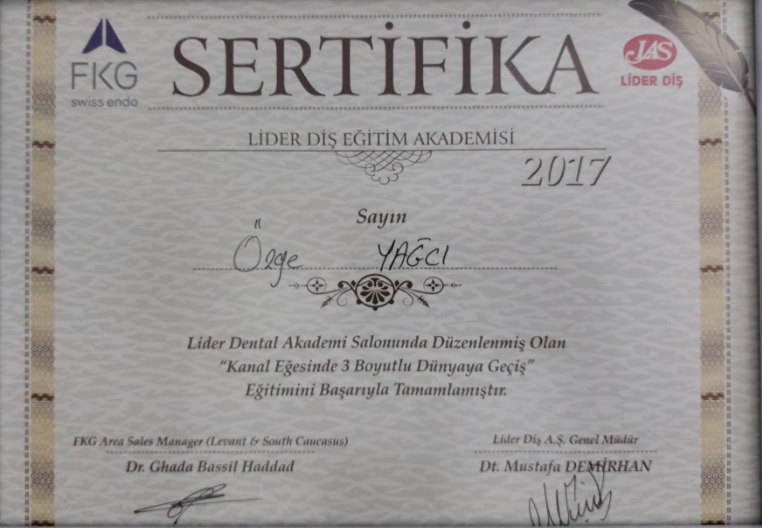 FKG
swiss endo
SERTİFİKA
JAS
LİDER DİŞ
LİDER DİŞ EĞİTİM AKADEMİSİ
2017
Sayın
Özge YAĞCI
Lider Dental Akademi Salonunda Düzenlenmiş Olan
“Kanal Eğesinde 3 Boyutlu Dünyaya Geçiş”
Eğitimini Başarıyla Tamamlamıştır.
FKG Area Sales Manager (Levant & South Caucasus)
Dr. Ghada Bassil Haddad
Lider Diş A.Ş. Genel Müdür
Dt. Mustafa DEMİRHAN